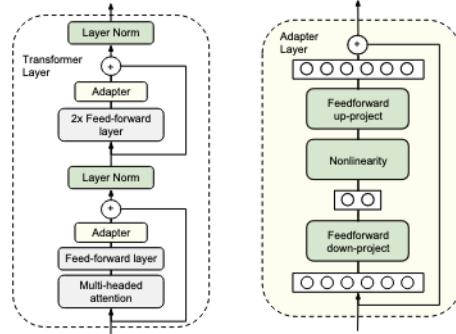 Layer Norm
+
Transformer
Layer
Adapter
2x Feed-forward
layer
Layer Norm
+
Adapter
Feed-forward layer
Multi-headed
attention
Adapter
Layer
+
Feedforward
up-project
Nonlinearity
Feedforward
down-project